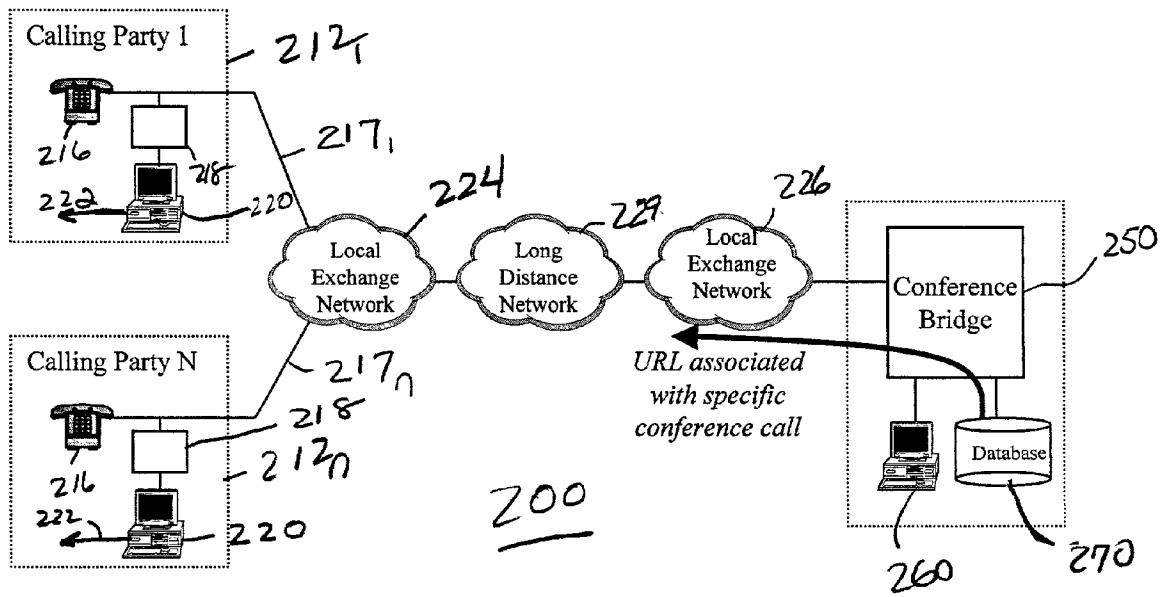 Calling Party 1
212₁
216
218
217₁
222
220
224
229
226
250
Local
Exchange
Network
Long
Distance
Network
Local
Exchange
Network
Conference
Bridge
URL associated
with specific
conference call
Calling Party N
217n
218
212n
216
222
220
200
Database
260
270